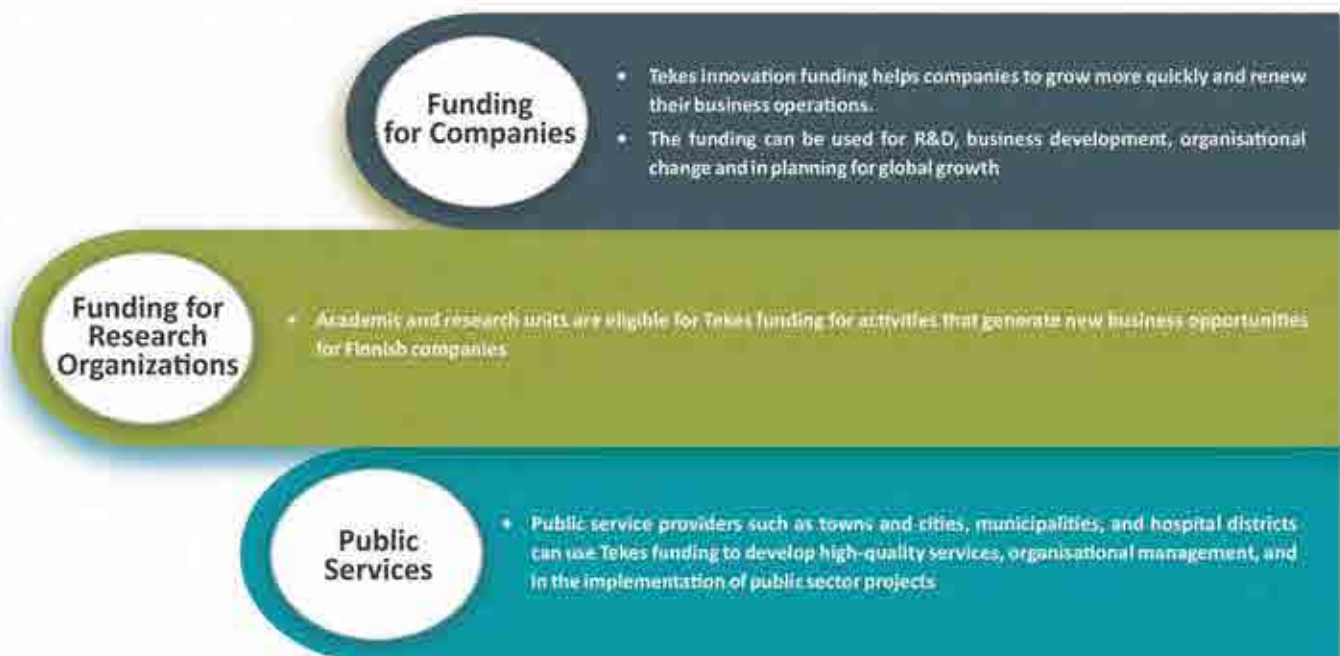 Funding
for Companies
• Tekes innovation funding helps companies to grow more quickly and renew
their business operations.
• The funding can be used for R&D, business development, organisational
change and in planning for global growth
Funding for
Research
Organizations
• Academic and research units are eligible for Tekes funding for activities that generate new business opportunities
for Finnish companies
Public
Services
• Public service providers such as towns and cities, municipalities, and hospital districts
can use Tekes funding to develop high-quality services, organisational management, and
in the implementation of public sector projects